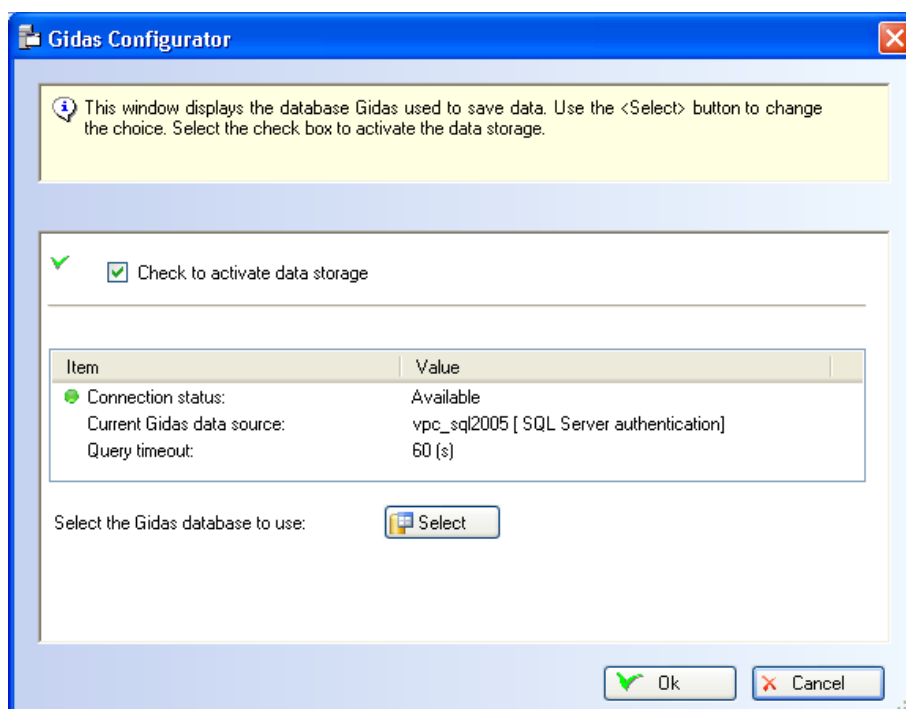 Gidas Configurator
This window displays the database Gidas used to save data. Use the <Select> button to change
the choice. Select the check box to activate the data storage.
Check to activate data storage
Item Value
Connection status: Available
Current Gidas data source: vpc_sql2005 [ SQL Server authentication]
Query timeout: 60 (s)
Select the Gidas database to use: Select
Ok Cancel